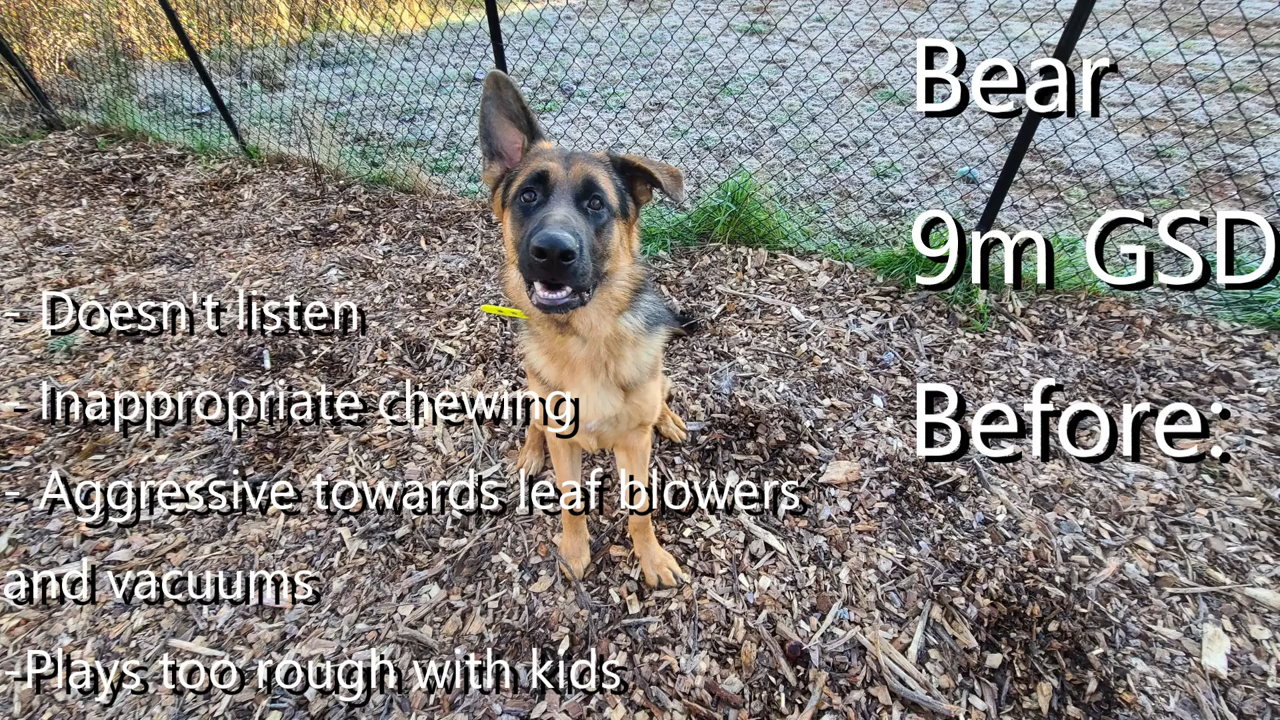 Bear
9m GSD
Before:
- Doesn't listen
- Inappropriate chewing
- Aggressive towards leaf blowers
and vacuums
-Plays too rough with kids